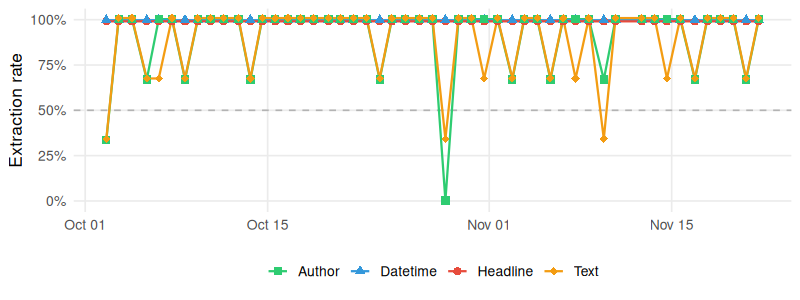 Extraction rate
100%
75%
50%
25%
0%
Oct 01 Oct 15 Nov 01 Nov 15
Author Datetime Headline Text